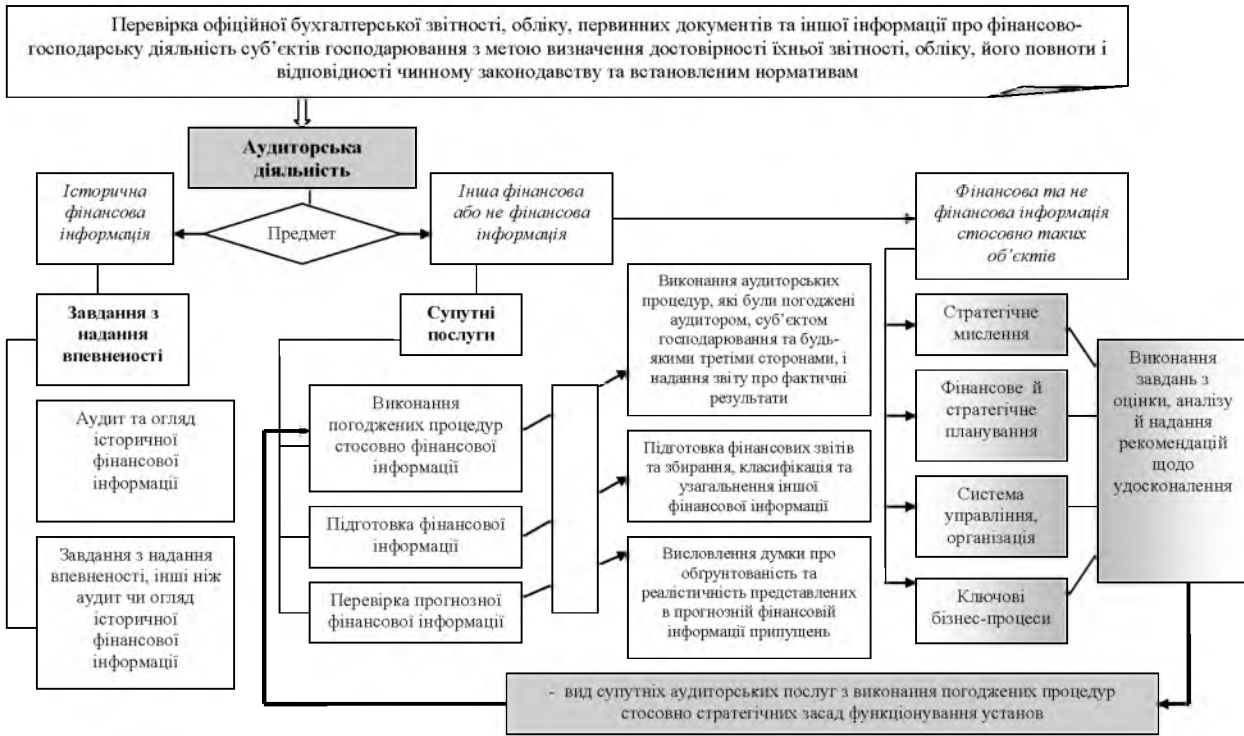 Перевірка офіційної бухгалтерської звітності, обліку, первинних документів та іншої інформації про фінансово-
господарську діяльність суб’єктів господарювання з метою визначення достовірності їхньої звітності, обліку, його повноти і
відповідності чинному законодавству та встановленим нормативам
Аудиторська
діяльність
Історична
фінансова
інформація
Предмет
Інша фінансова
або не фінансова
інформація
Фінансова та не
фінансова інформація
стосовно таких
об’єктів
Завдання з
надання
впевненості
Супутні
послуги
Аудит та огляд
історичної
фінансової
інформації
Завдання з надання
впевненості, інші ніж
аудит чи огляд
історичної
фінансової
інформації
Виконання
погоджених процедур
стосовно фінансової
інформації
Підготовка фінансової
інформації
Перевірка прогнозної
фінансової інформації
Виконання аудиторських
процедур, які були погоджені
аудитором, суб’єктом
господарювання та будь-
якими третіми сторонами, і
надання звіту про фактичні
результати
Підготовка фінансових звітів
та збирання, класифікація та
узагальнення іншої
фінансової інформації
Висловлення думки про
обґрунтованість та
реалістичність представлених
в прогнозній фінансовій
інформації припущень
Стратегічне
мислення
Фінансове й
стратегічне
планування
Система
управління,
організація
Ключові
бізнес-процеси
Виконання
завдань з
оцінки, аналізу
й надання
рекомендацій
щодо
удосконалення
- вид супутніх аудиторських послуг з виконання погоджених процедур
стосовно стратегічних засад функціонування установ